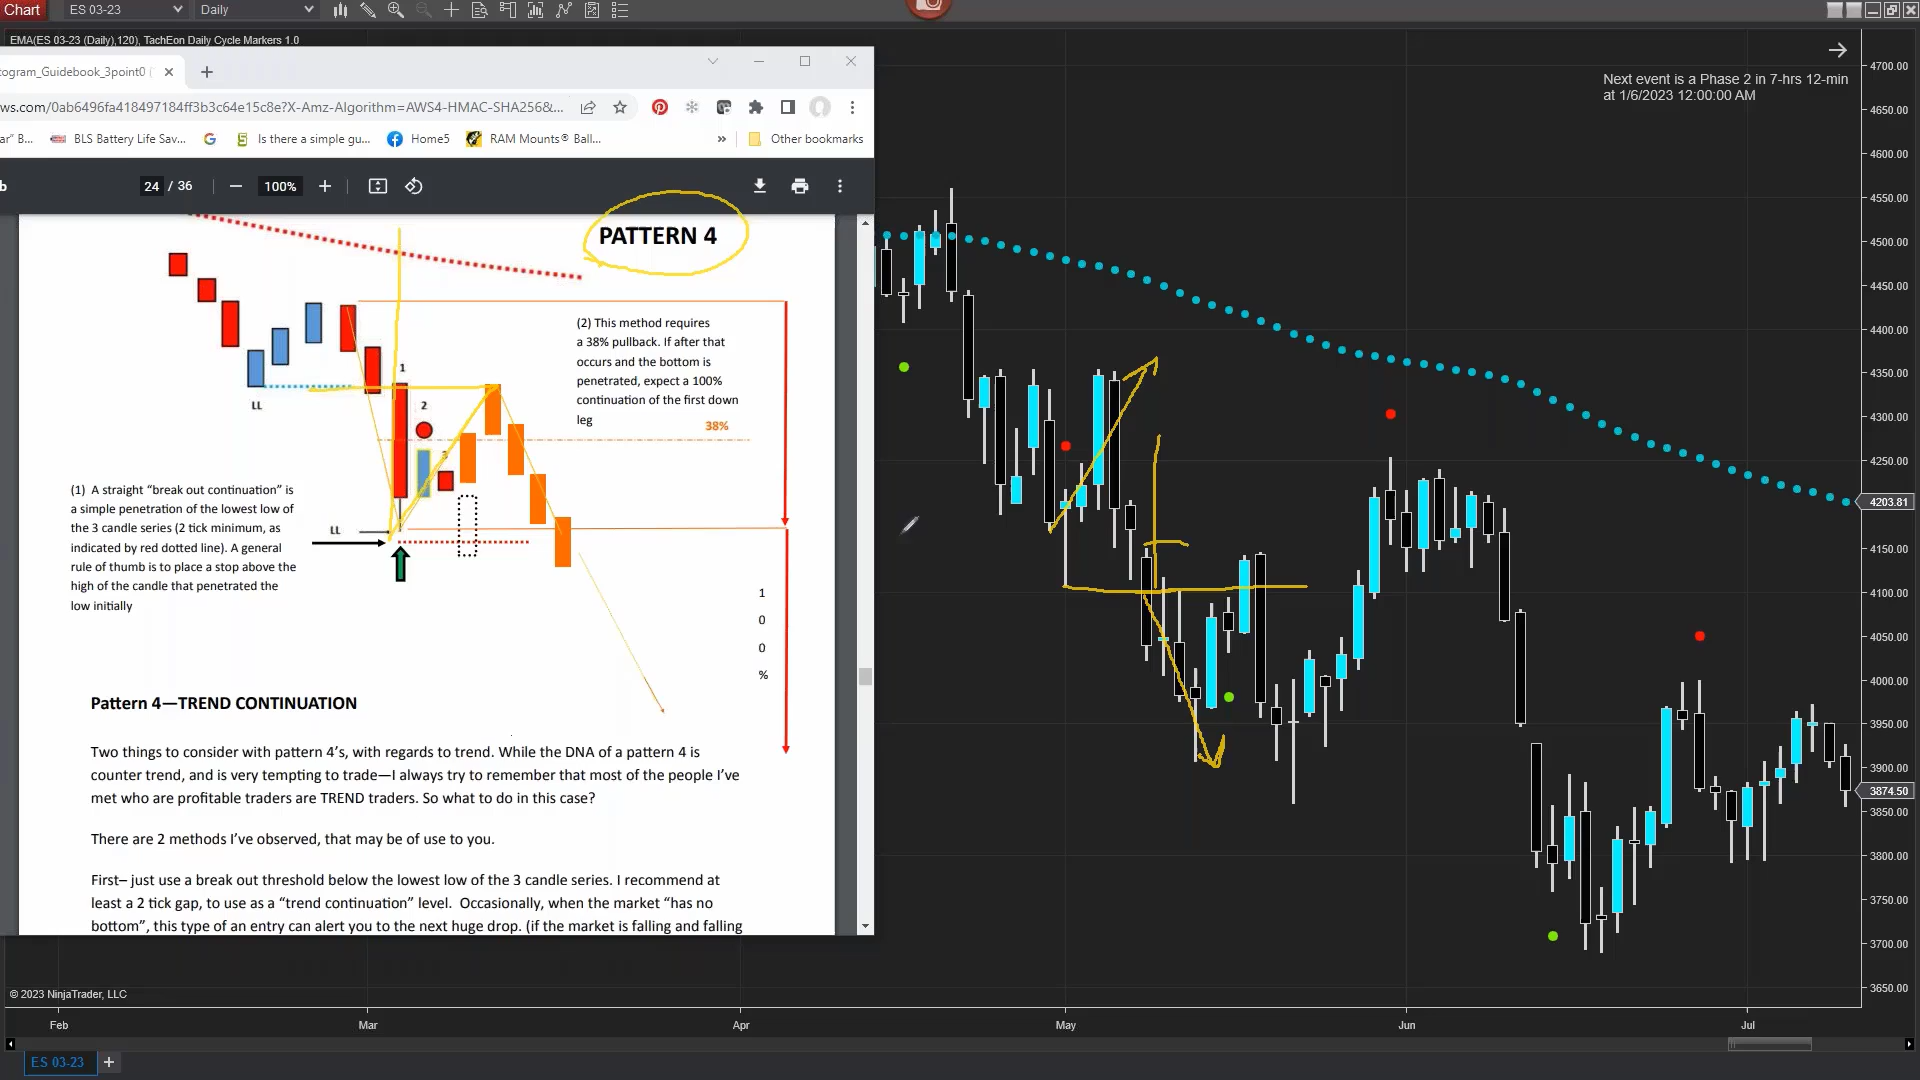 Chart
ES 03-23
Daily
EMA(ES 03-23 (Daily),120), TachEon Daily Cycle Markers 1.0
Next event is a Phase 2 in 7-hrs 12-min
at 1/6/2023 12:00:00 AM
togram_Guidebook_3point0 (
ws.com/0ab6496fa418497184ff3b3c64e15c8e?X-Amz-Algorithm=AWS4-HMAC-SHA256&...
ar" B...
BLS Battery Life Sav...
Is there a simple gu...
Home5
RAM Mounts® Ball...
»
Other bookmarks
b
24 / 36
100%
PATTERN 4
(2) This method requires
a 38% pullback. If after that
occurs and the bottom is
penetrated, expect a 100%
continuation of the first down
leg
38%
1
2
3
LL
LL
(1) A straight “break out continuation” is
a simple penetration of the lowest low of
the 3 candle series (2 tick minimum, as
indicated by red dotted line). A general
rule of thumb is to place a stop above the
high of the candle that penetrated the
low initially
1
0
0
%
Pattern 4—TREND CONTINUATION
Two things to consider with pattern 4’s, with regards to trend. While the DNA of a pattern 4 is
counter trend, and is very tempting to trade—I always try to remember that most of the people I’ve
met who are profitable traders are TREND traders. So what to do in this case?
There are 2 methods I’ve observed, that may be of use to you.
First– just use a break out threshold below the lowest low of the 3 candle series. I recommend at
least a 2 tick gap, to use as a “trend continuation” level. Occasionally, when the market “has no
bottom”, this type of an entry can alert you to the next huge drop. (if the market is falling and falling
4700.00
4650.00
4600.00
4550.00
4500.00
4450.00
4400.00
4350.00
4300.00
4250.00
4203.81
4150.00
4100.00
4050.00
4000.00
3950.00
3900.00
3874.50
3850.00
3800.00
3750.00
3700.00
3650.00
© 2023 NinjaTrader, LLC
Feb
Mar
Apr
May
Jun
Jul
ES 03-23